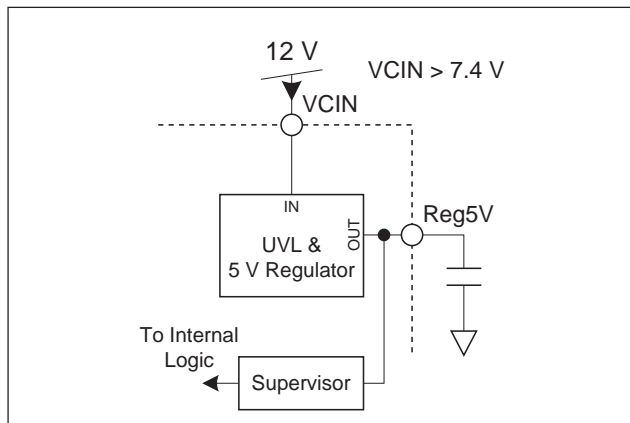 12 V
VCIN > 7.4 V
VCIN
IN
OUT
Reg5V
UVL &
5 V Regulator
To Internal
Logic
Supervisor